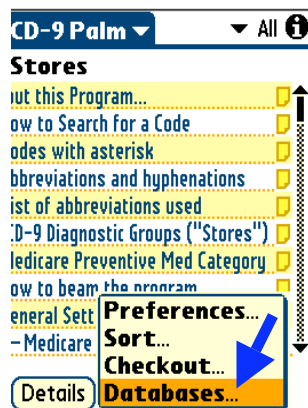 CD-9 Palm All
Stores
out this Program...
ow to Search for a Code
odes with asterisk
bbreviations and hyphenations
ist of abbreviations used
CD-9 Diagnostic Groups ("Stores")
Medicare Preventive Med Category
ow to beam the program
eneral Sett
– Medicare
Preferences...
Sort...
Checkout...
Databases...
Details